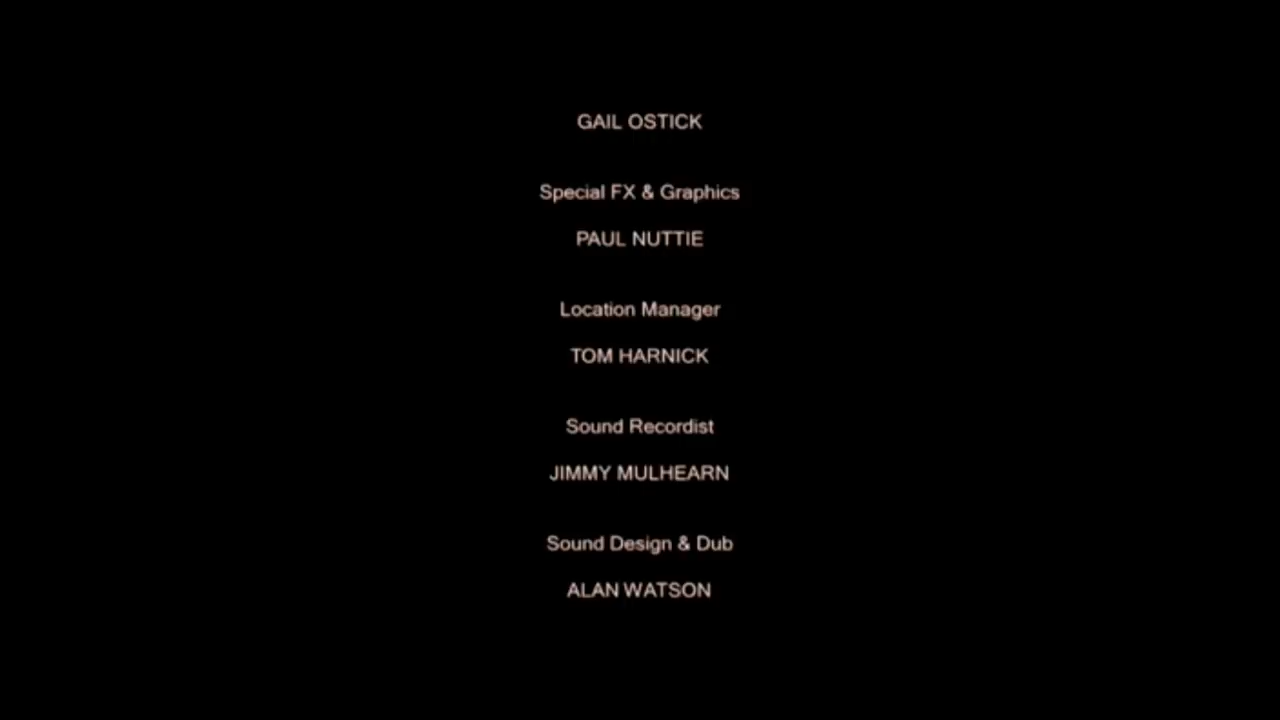 GAIL OSTICK
Special FX & Graphics
PAUL NUTTIE
Location Manager
TOM HARNICK
Sound Recordist
JIMMY MULHEARN
Sound Design & Dub
ALAN WATSON